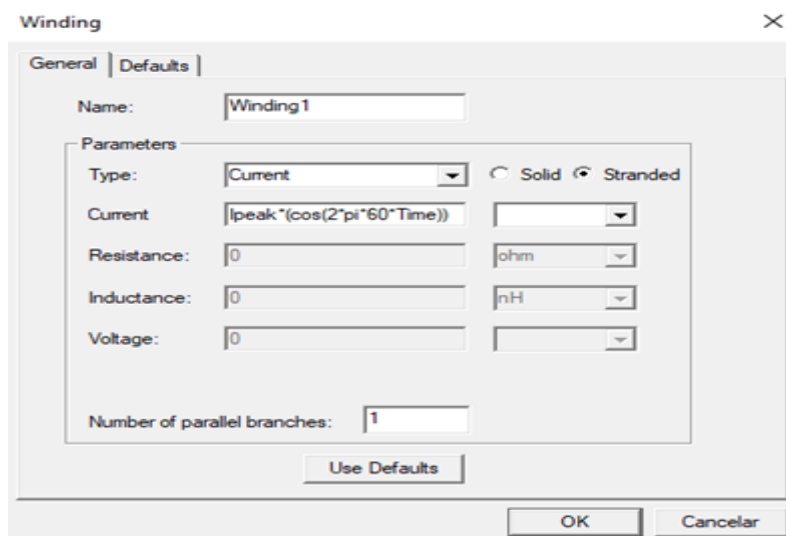 Winding
General Defaults
Name: Winding1
Parameters
Type: Current Solid Stranded
Current Ipeak*(cos(2*pi*60*Time))
Resistance: 0 ohm
Inductance: 0 nH
Voltage: 0
Number of parallel branches: 1
Use Defaults
OK Cancelar